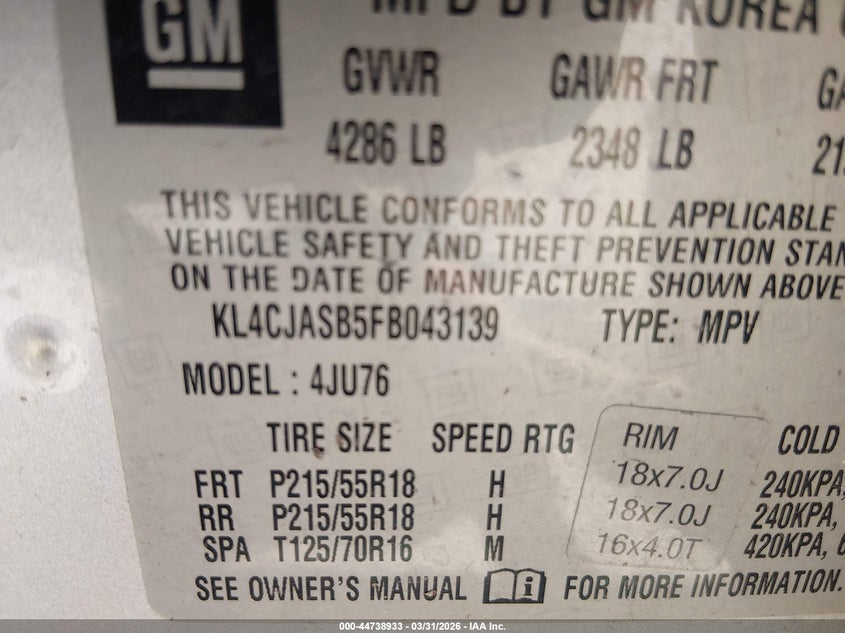 GM MFD BY GM KOREA
GVWR GAWR FRT
4286 LB 2348 LB
THIS VEHICLE CONFORMS TO ALL APPLICABLE
VEHICLE SAFETY AND THEFT PREVENTION
ON THE DATE OF MANUFACTURE SHOWN ABOVE
KL4CJASB5FB043139 TYPE: MPV
MODEL: 4JU76
TIRE SIZE SPEED RTG RIM COLD
FRT P215/55R18 H 18x7.0J 240KPA,
RR P215/55R18 H 18x7.0J 240KPA,
SPA T125/70R16 M 16x4.0T 420KPA,
SEE OWNER'S MANUAL FOR MORE INFORMATION.
000-44738933 - 03/31/2026 - IAA Inc.